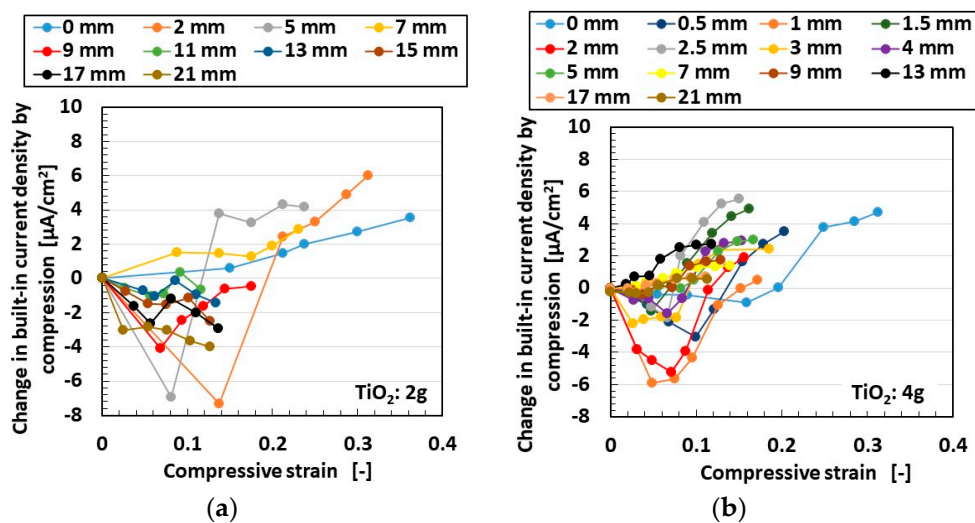 0 mm 2 mm 5 mm 7 mm
9 mm 11 mm 13 mm 15 mm
17 mm 21 mm
Change in built-in current density by
compression [μA/cm²]
10
8
6
4
2
0
-2
-4
-6
-8
TiO₂: 2g
0 0.1 0.2 0.3 0.4
Compressive strain [-]
(a)
0 mm 0.5 mm 1 mm 1.5 mm
2 mm 2.5 mm 3 mm 4 mm
5 mm 7 mm 9 mm 13 mm
17 mm 21 mm
Change in built-in current density by
compression [μA/cm²]
10
8
6
4
2
0
-2
-4
-6
-8
TiO₂: 4g
0 0.1 0.2 0.3 0.4
Compressive strain [-]
(b)